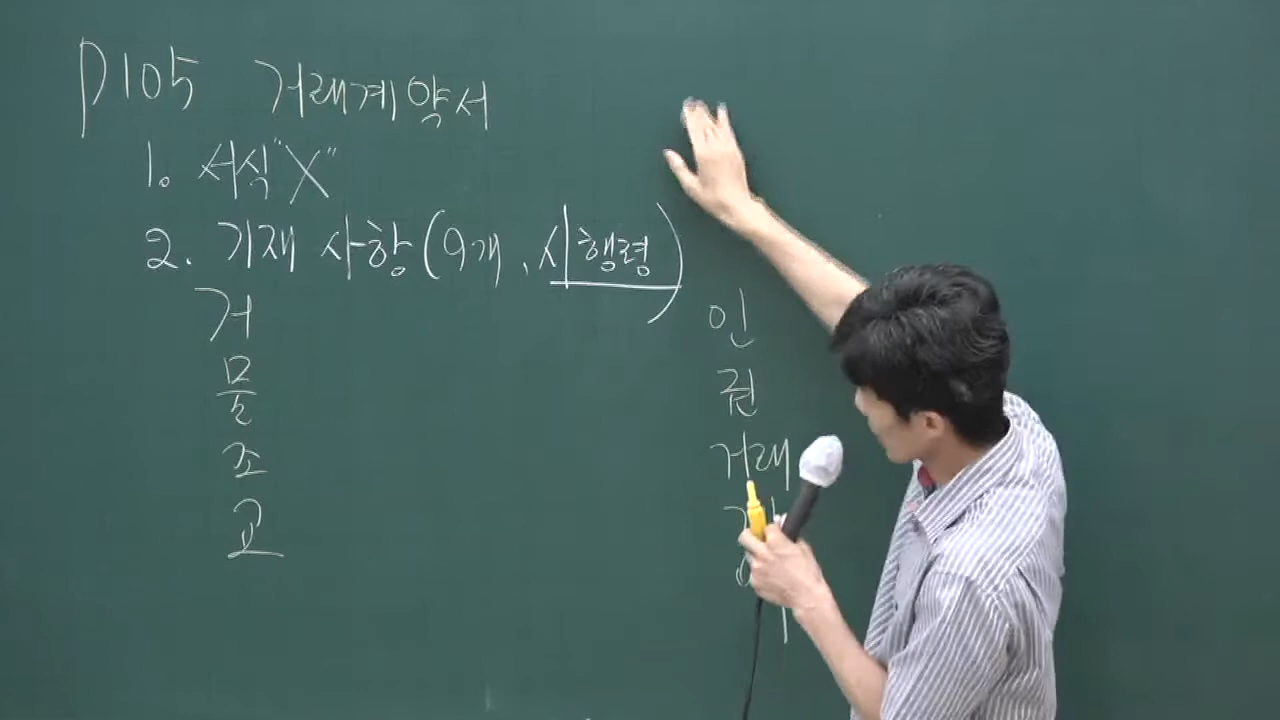 P105 거래계약서
1. 서식"X"
2. 기재 사항(9개, 시행령)
거
물
조
고
인
권
거래